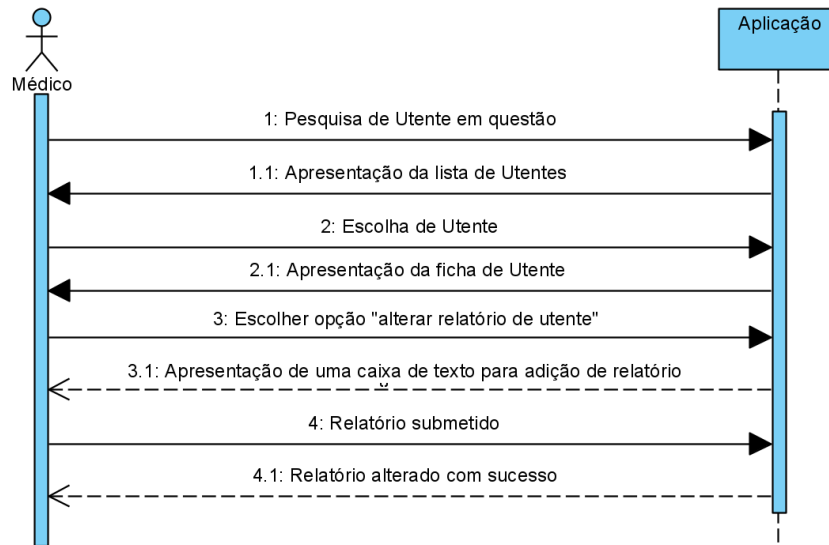 Aplicação
Médico
1: Pesquisa de Utente em questão
1.1: Apresentação da lista de Utentes
2: Escolha de Utente
2.1: Apresentação da ficha de Utente
3: Escolher opção "alterar relatório de utente"
3.1: Apresentação de uma caixa de texto para adição de relatório
4: Relatório submetido
4.1: Relatório alterado com sucesso